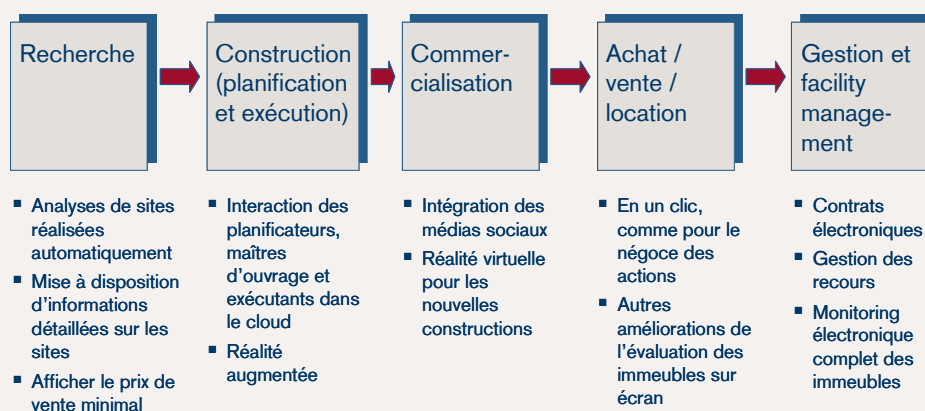 Recherche
Construction
(planification
et exécution)
Commer-
cialisation
Achat /
vente /
location
Gestion et
facility
manage-
ment
▪ Analyses de sites
réalisées
automatiquement
▪ Mise à disposition
d'informations
détaillées sur les
sites
▪ Afficher le prix de
vente minimal
▪ Interaction des
planificateurs,
maîtres
d'ouvrage et
exécutants dans
le cloud
▪ Réalité
augmentée
▪ Intégration des
médias sociaux
▪ Réalité virtuelle
pour les
nouvelles
constructions
▪ En un clic,
comme pour le
négoce des
actions
▪ Autres
améliorations de
l'évaluation des
immeubles sur
écran
▪ Contrats
électroniques
▪ Gestion des
recours
▪ Monitoring
électronique
complet des
immeubles